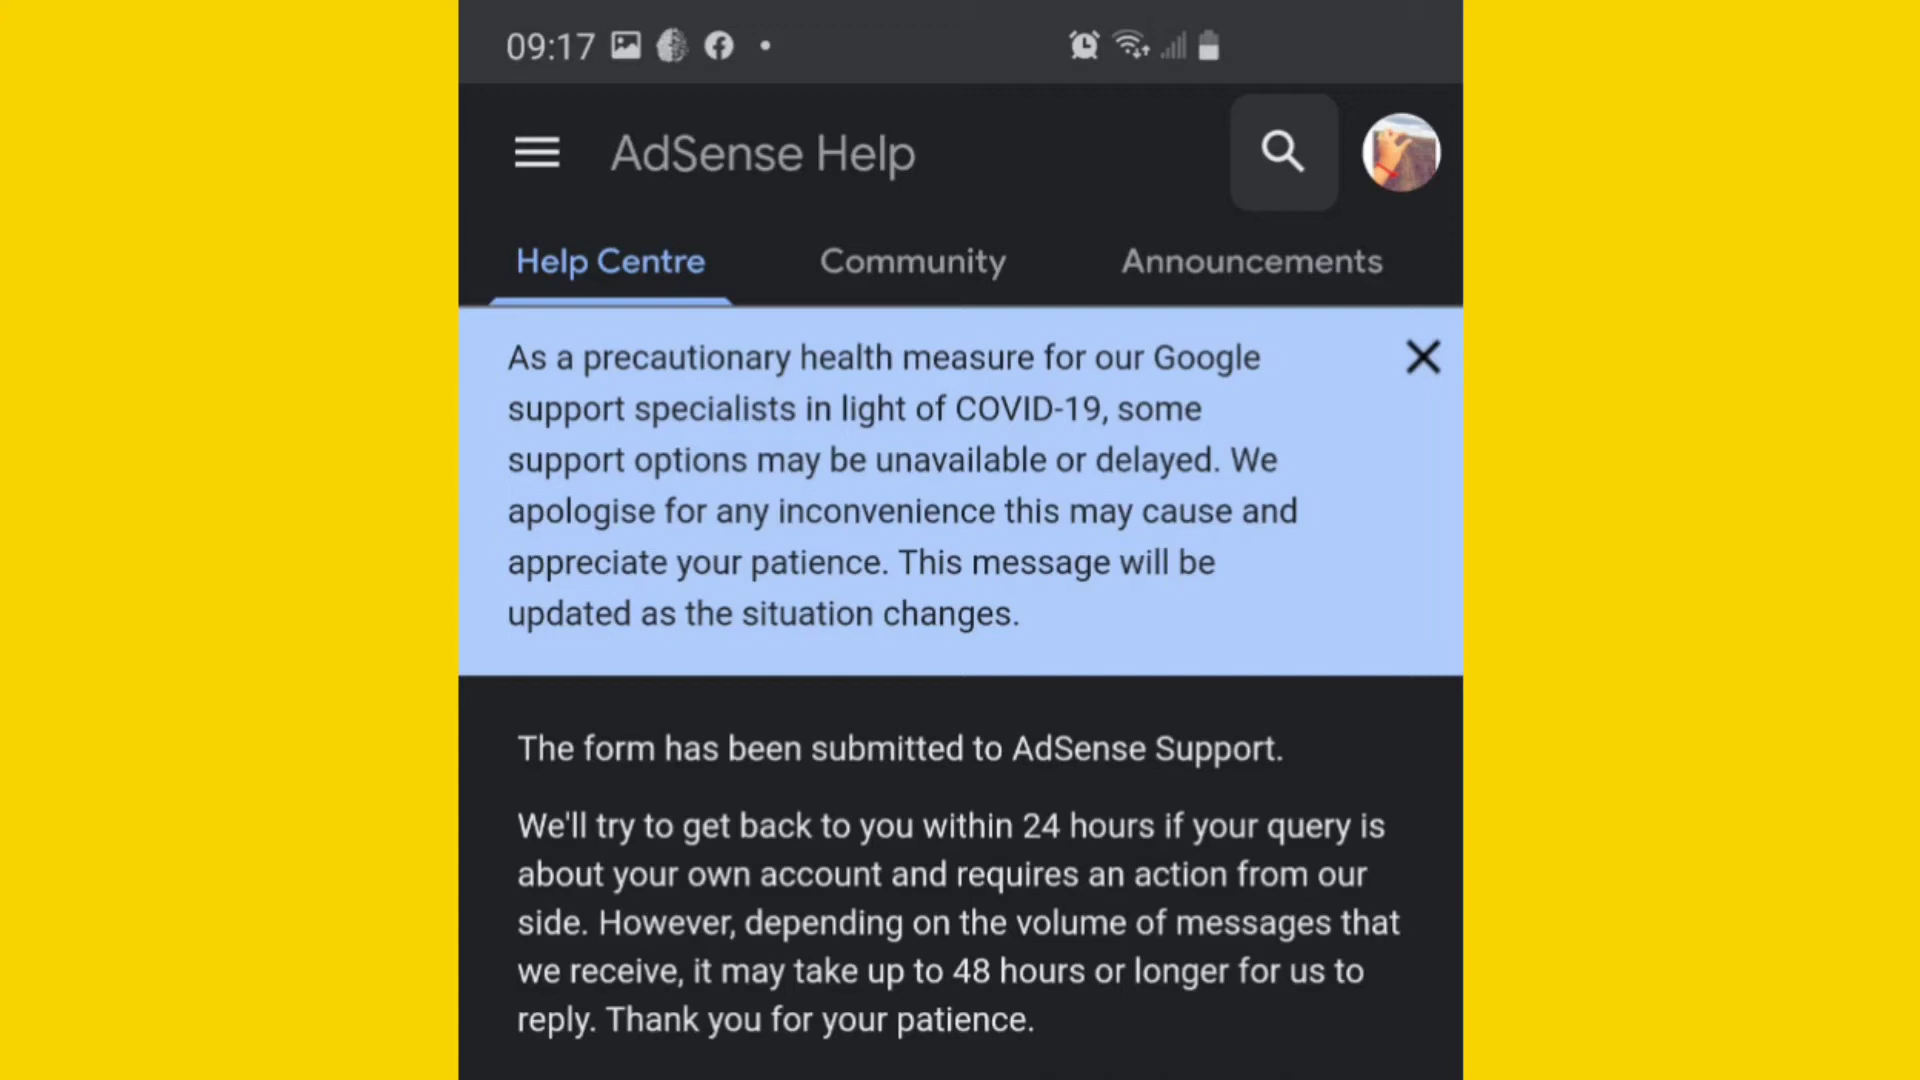 09:17
AdSense Help
Help Centre Community Announcements
As a precautionary health measure for our Google
support specialists in light of COVID-19, some
support options may be unavailable or delayed. We
apologise for any inconvenience this may cause and
appreciate your patience. This message will be
updated as the situation changes.
The form has been submitted to AdSense Support.
We'll try to get back to you within 24 hours if your query is
about your own account and requires an action from our
side. However, depending on the volume of messages that
we receive, it may take up to 48 hours or longer for us to
reply. Thank you for your patience.